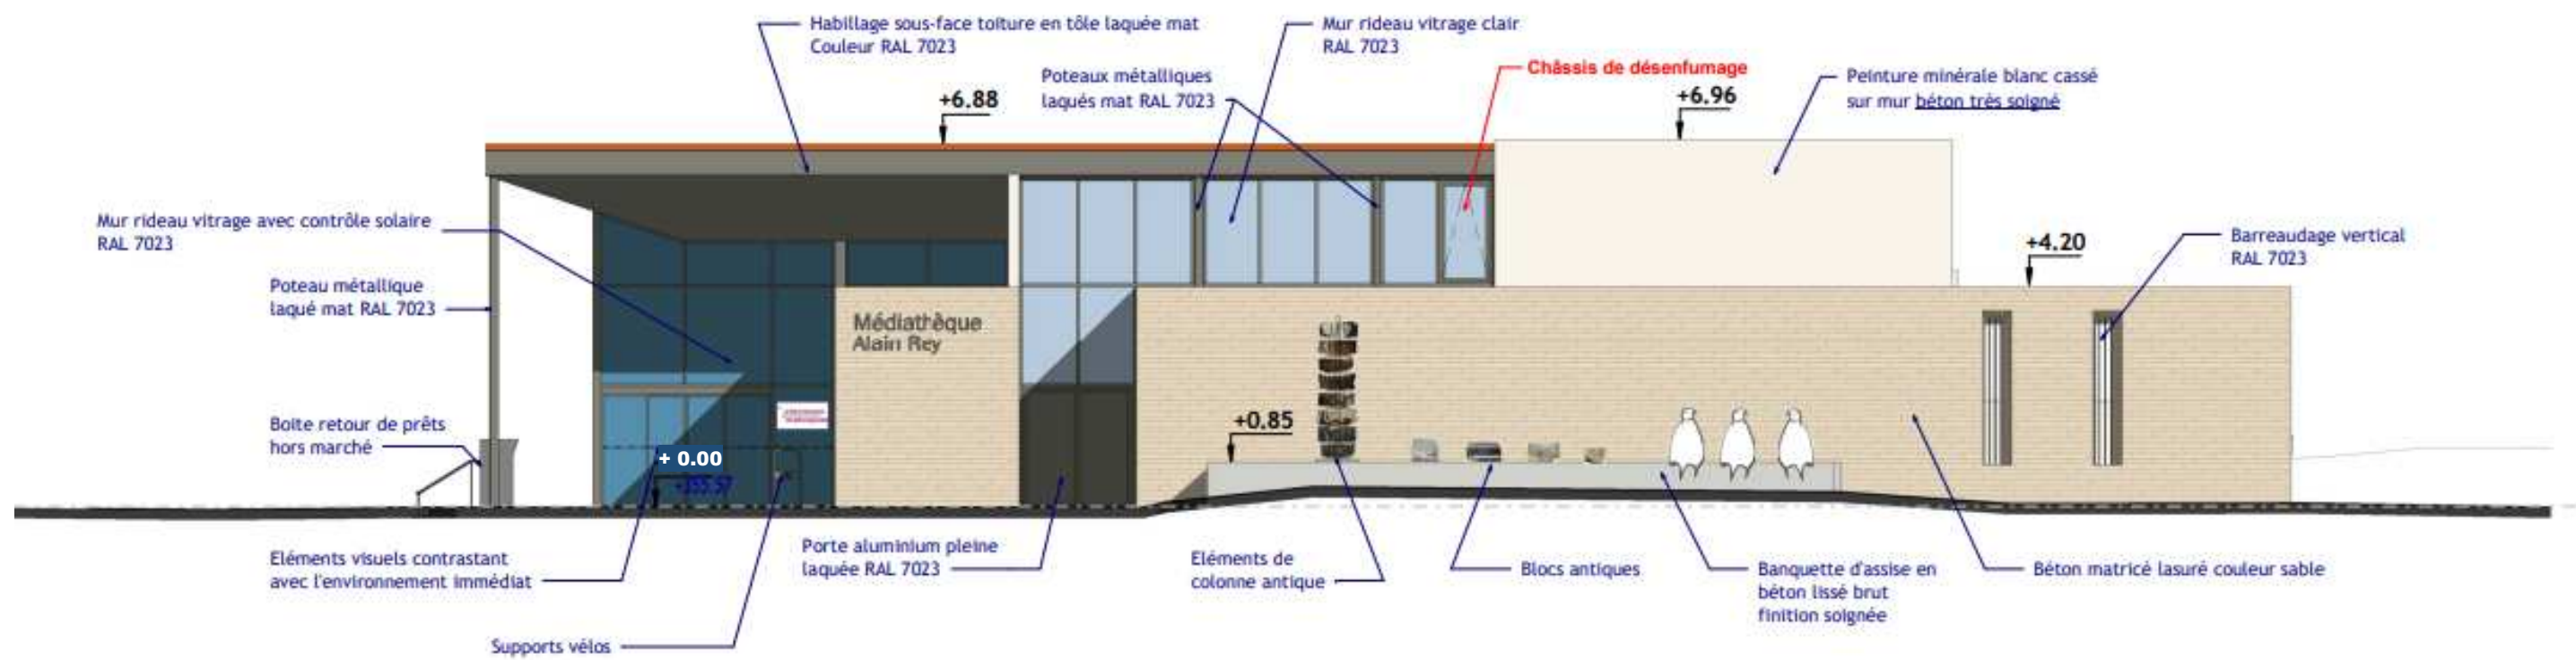 Habillage sous-face toiture en tôle laquée mat
Couleur RAL 7023
Mur rideau vitrage clair
RAL 7023
Poteaux métalliques
laqués mat RAL 7023
Châssis de désenfumage
Peinture minérale blanc cassé
sur mur béton très soigné
+6.88
+6.96
Mur rideau vitrage avec contrôle solaire
RAL 7023
+4.20
Barreaudage vertical
RAL 7023
Poteau métallique
laqué mat RAL 7023
Médiathèque
Alain Rey
Boite retour de prêts
hors marché
+0.85
+ 0.00
+355.57
Eléments visuels contrastant
avec l'environnement immédiat
Porte aluminium pleine
laquée RAL 7023
Eléments de
colonne antique
Blocs antiques
Banquette d'assise en
béton lissé brut
finition soignée
Béton matricé lasuré couleur sable
Supports vélos